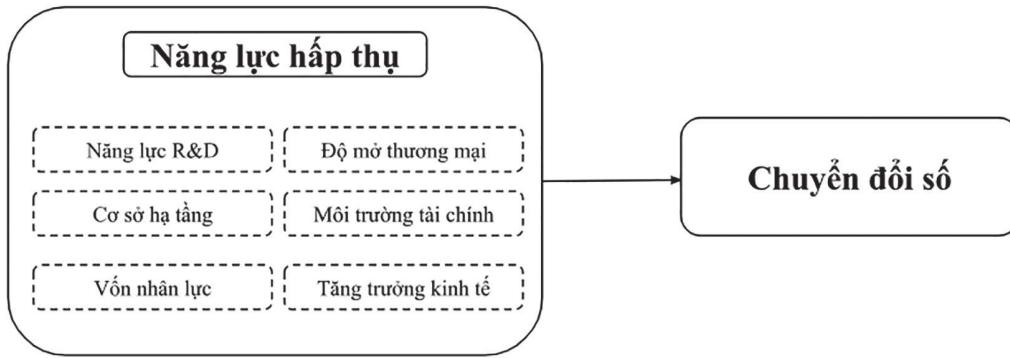 Năng lực hấp thụ
Năng lực R&D
Độ mở thương mại
Cơ sở hạ tầng
Môi trường tài chính
Vốn nhân lực
Tăng trưởng kinh tế
Chuyển đổi số